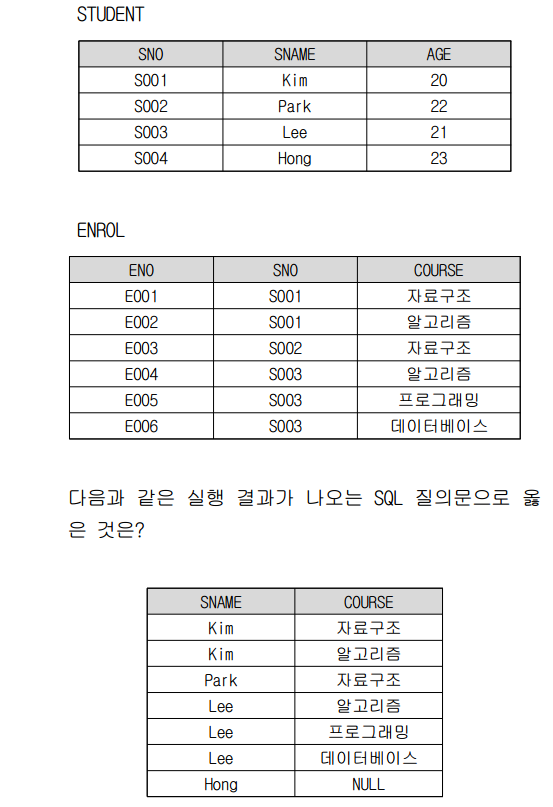 STUDENT
SNO SNAME AGE
S001 Kim 20
S002 Park 22
S003 Lee 21
S004 Hong 23
ENROL
ENO SNO COURSE
E001 S001 자료구조
E002 S001 알고리즘
E003 S002 자료구조
E004 S003 알고리즘
E005 S003 프로그래밍
E006 S003 데이터베이스
다음과 같은 실행 결과가 나오는 SQL 질의문으로 옳
은 것은?
SNAME COURSE
Kim 자료구조
Kim 알고리즘
Park 자료구조
Lee 알고리즘
Lee 프로그래밍
Lee 데이터베이스
Hong NULL